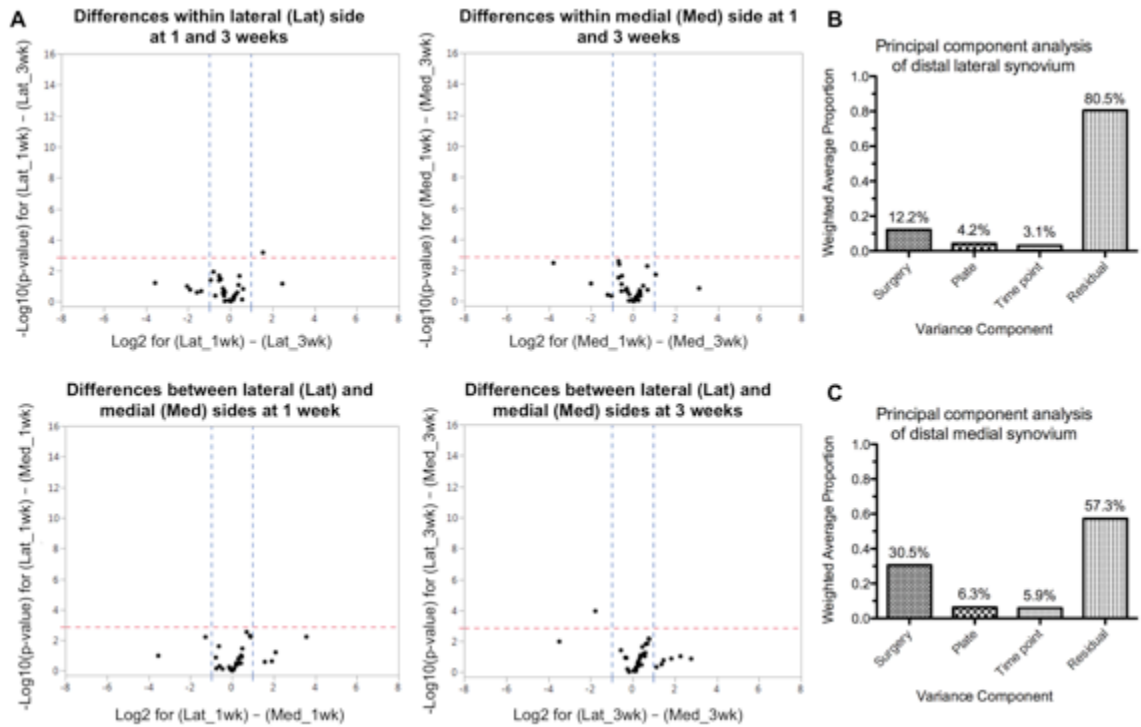 A
Differences within lateral (Lat) side
at 1 and 3 weeks
-Log10(p-value) for (Lat_1wk) – (Lat_3wk)
16
14
12
10
8
6
4
2
0
-8 -6 -4 -2 0 2 4 6 8
Log2 for (Lat_1wk) – (Lat_3wk)
Differences within medial (Med) side at 1
and 3 weeks
-Log10(p-value) for (Med_1wk) – (Med_3wk)
16
14
12
10
8
6
4
2
0
-8 -6 -4 -2 0 2 4 6 8
Log2 for (Med_1wk) – (Med_3wk)
Differences between lateral (Lat) and
medial (Med) sides at 1 week
-Log10(p-value) for (Lat_1wk) – (Med_1wk)
16
14
12
10
8
6
4
2
0
-8 -6 -4 -2 0 2 4 6 8
Log2 for (Lat_1wk) – (Med_1wk)
Differences between lateral (Lat) and
medial (Med) sides at 3 weeks
-Log10(p-value) for (Lat_3wk) – (Med_3wk)
16
14
12
10
8
6
4
2
0
-8 -6 -4 -2 0 2 4 6 8
Log2 for (Lat_3wk) – (Med_3wk)
B
Principal component analysis
of distal lateral synovium
Weighted Average Proportion
1.0
0.8
0.6
0.4
0.2
0.0
12.2%
4.2%
3.1%
80.5%
Surgery
Plate
Time point
Residual
Variance Component
C
Principal component analysis
of distal medial synovium
Weighted Average Proportion
1.0
0.8
0.6
0.4
0.2
0.0
30.5%
6.3%
5.9%
57.3%
Surgery
Plate
Time point
Residual
Variance Component